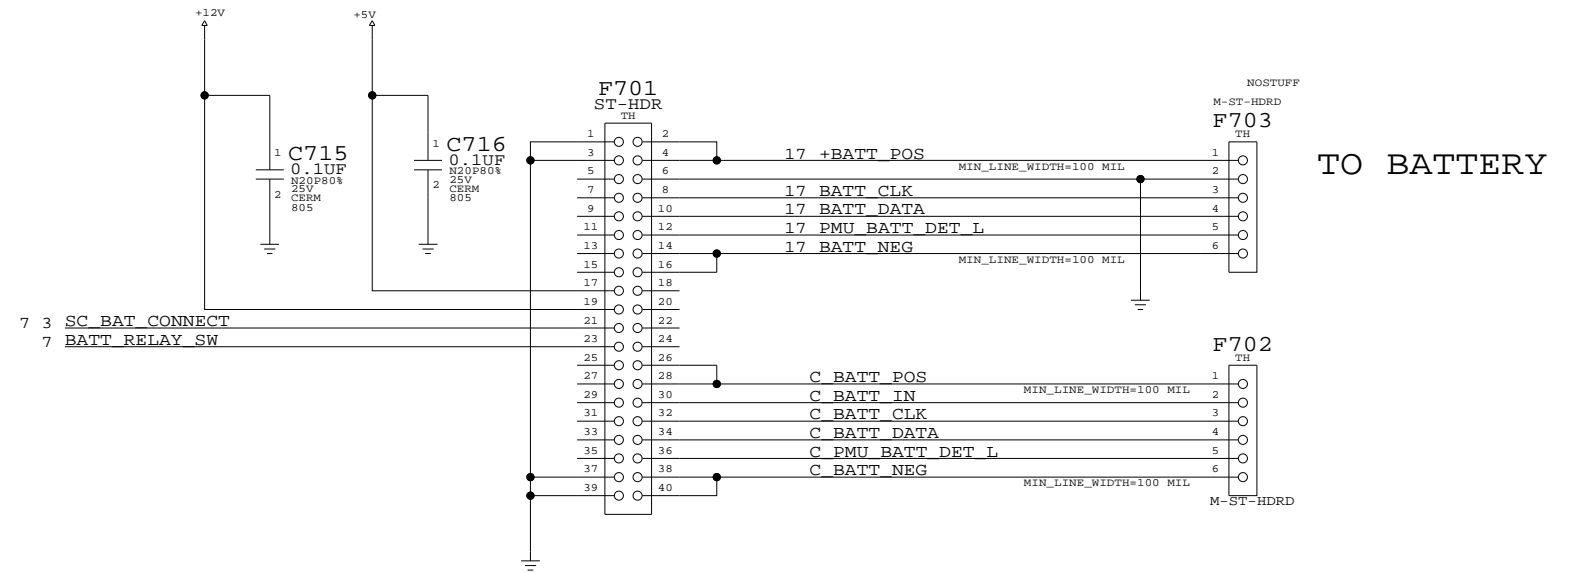 +12V
+5V
C715
1
0.1UF
N20P80%
25V
2
CERM
805
C716
1
0.1UF
N20P80%
25V
2
CERM
805
7 3 SC_BAT_CONNECT
7 BATT_RELAY_SW
F701
ST-HDR
TH
1 2
3 4
5 6
7 8
9 10
11 12
13 14
15 16
17 18
19 20
21 22
23 24
25 26
27 28
29 30
31 32
33 34
35 36
37 38
39 40
17 +BATT_POS
MIN_LINE_WIDTH=100 MIL
17 BATT_CLK
17 BATT_DATA
17 PMU_BATT_DET_L
17 BATT_NEG
MIN_LINE_WIDTH=100 MIL
NOSTUFF
M-ST-HDRD
F703
TH
1
2
3
4
5
6
TO BATTERY
C_BATT_POS
MIN_LINE_WIDTH=100 MIL
C_BATT_IN
C_BATT_CLK
C_BATT_DATA
C_PMU_BATT_DET_L
C_BATT_NEG
MIN_LINE_WIDTH=100 MIL
F702
TH
1
2
3
4
5
6
M-ST-HDRD